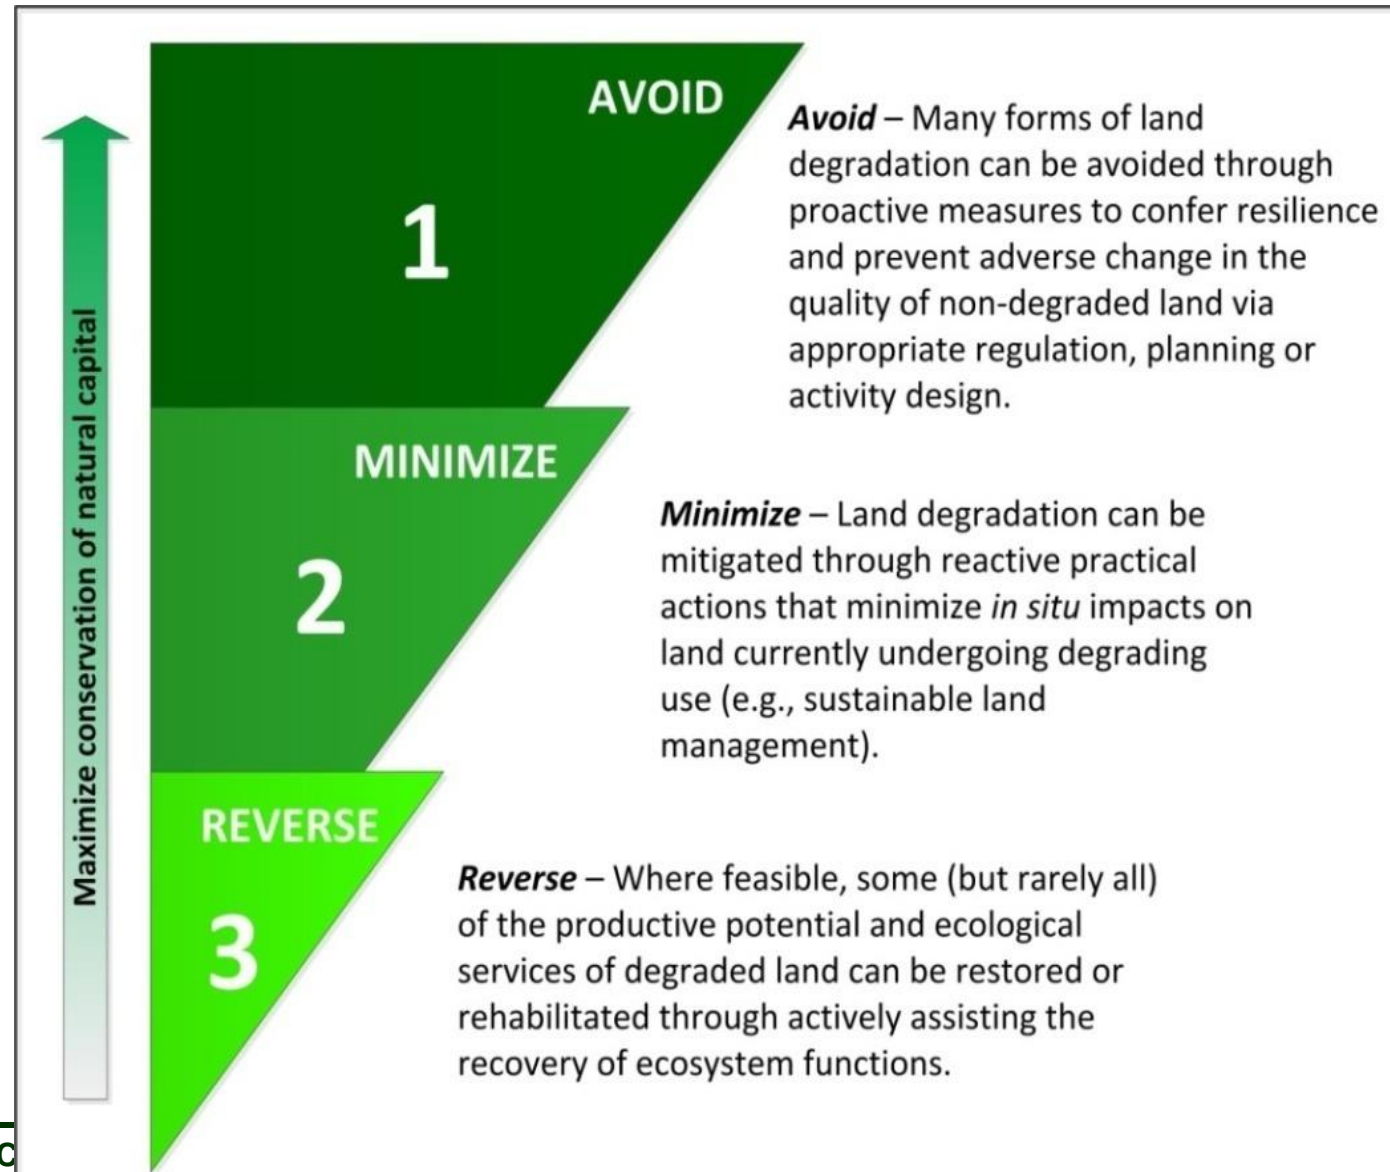 AVOID
1
Avoid – Many forms of land
degradation can be avoided through
proactive measures to confer resilience
and prevent adverse change in the
quality of non-degraded land via
appropriate regulation, planning or
activity design.
Maximize conservation of natural capital
MINIMIZE
2
Minimize – Land degradation can be
mitigated through reactive practical
actions that minimize in situ impacts on
land currently undergoing degrading
use (e.g., sustainable land
management).
REVERSE
3
Reverse – Where feasible, some (but rarely all)
of the productive potential and ecological
services of degraded land can be restored or
rehabilitated through actively assisting the
recovery of ecosystem functions.